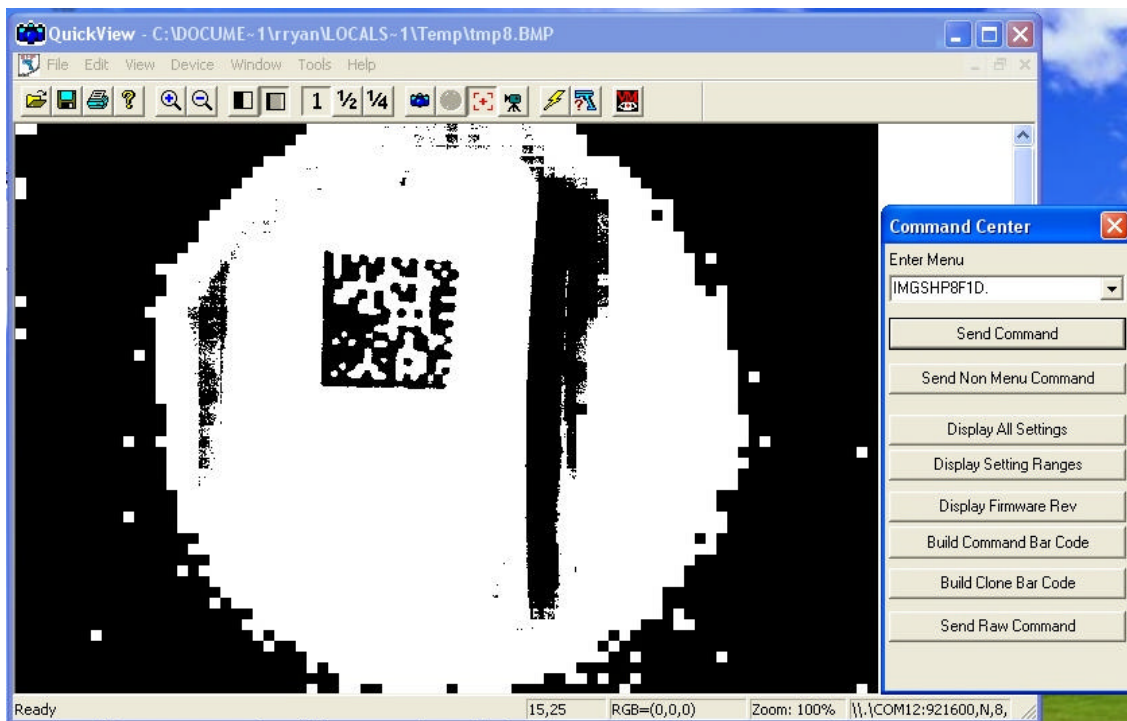 QuickView - C:\DOCUME~1\rryan\LOCALS~1\Temp\tmp8.BMP
File Edit View Device Window Tools Help
1 ½ ¼
Command Center
Enter Menu
IMGSHP8F1D.
Send Command
Send Non Menu Command
Display All Settings
Display Setting Ranges
Display Firmware Rev
Build Command Bar Code
Build Clone Bar Code
Send Raw Command
Ready 15,25 RGB=(0,0,0) Zoom: 100% \\.\COM12:921600,N,8,